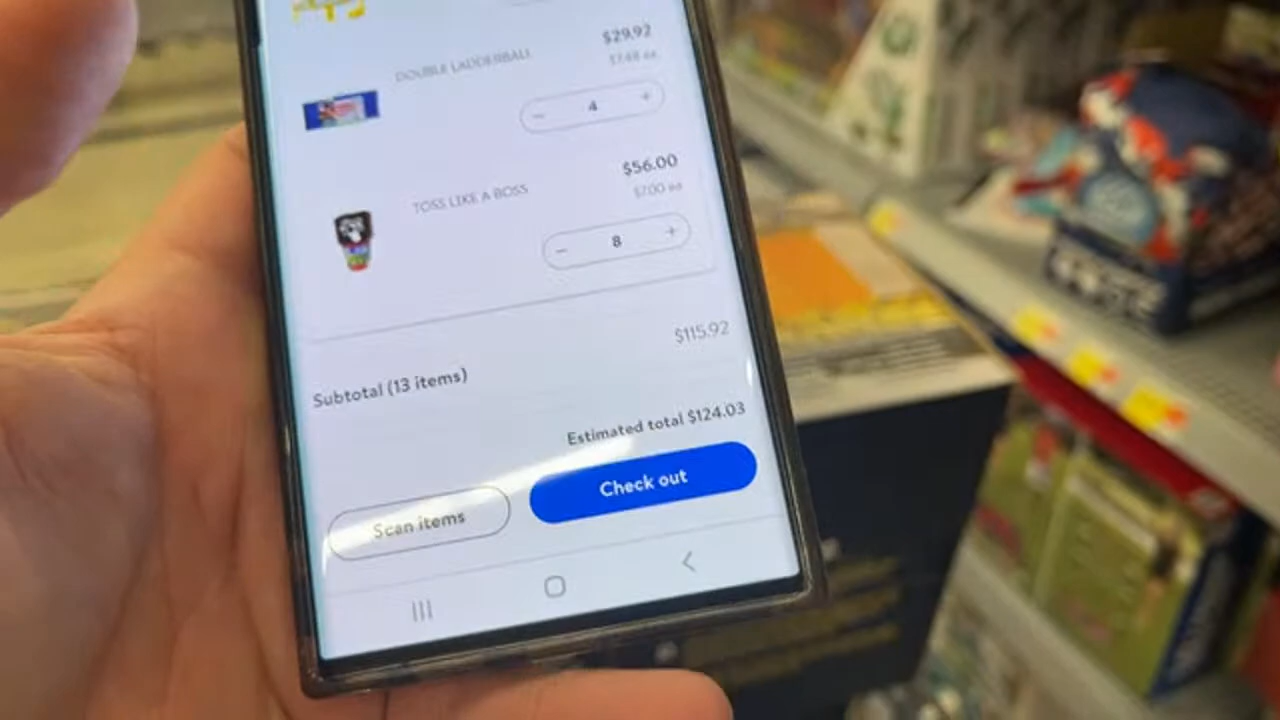 $29.92
DOUBLE LADDERBALL
$7.48 ea
− 4 +
$56.00
TOSS LIKE A BOSS
$7.00 ea
− 8 +
$115.92
Subtotal (13 items)
Estimated total $124.03
Scan items
Check out